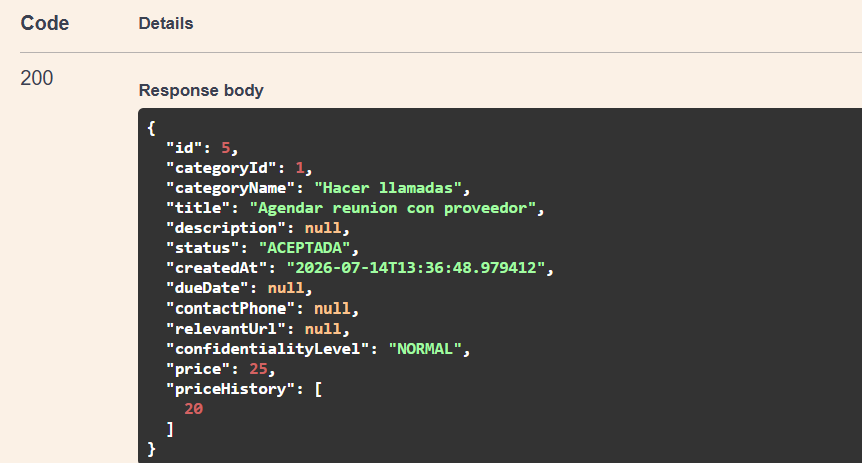 Code Details
200
Response body
{
  "id": 5,
  "categoryId": 1,
  "categoryName": "Hacer llamadas",
  "title": "Agendar reunion con proveedor",
  "description": null,
  "status": "ACEPTADA",
  "createdAt": "2026-07-14T13:36:48.979412",
  "dueDate": null,
  "contactPhone": null,
  "relevantUrl": null,
  "confidentialityLevel": "NORMAL",
  "price": 25,
  "priceHistory": [
    20
  ]
}